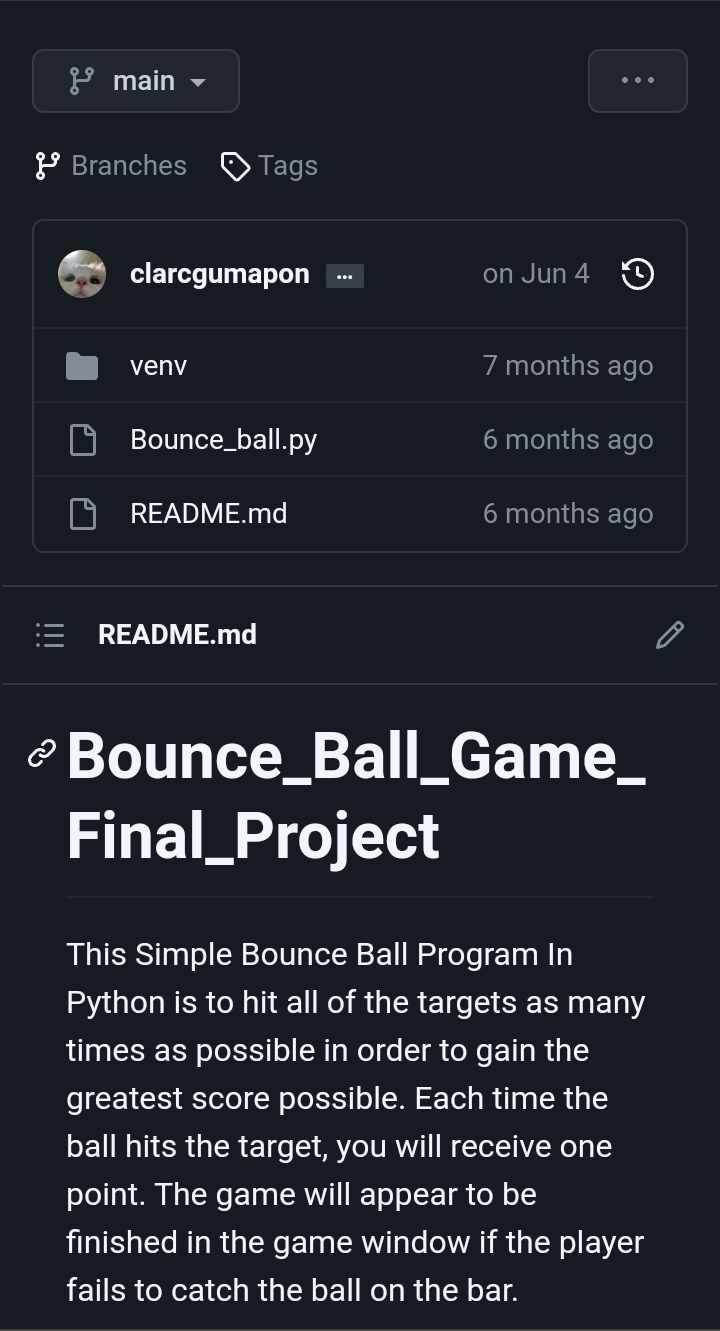 main
Branches
Tags
clarcgumapon ... on Jun 4
venv 7 months ago
Bounce_ball.py 6 months ago
README.md 6 months ago
README.md
Bounce_Ball_Game_
Final_Project
This Simple Bounce Ball Program In
Python is to hit all of the targets as many
times as possible in order to gain the
greatest score possible. Each time the
ball hits the target, you will receive one
point. The game will appear to be
finished in the game window if the player
fails to catch the ball on the bar.